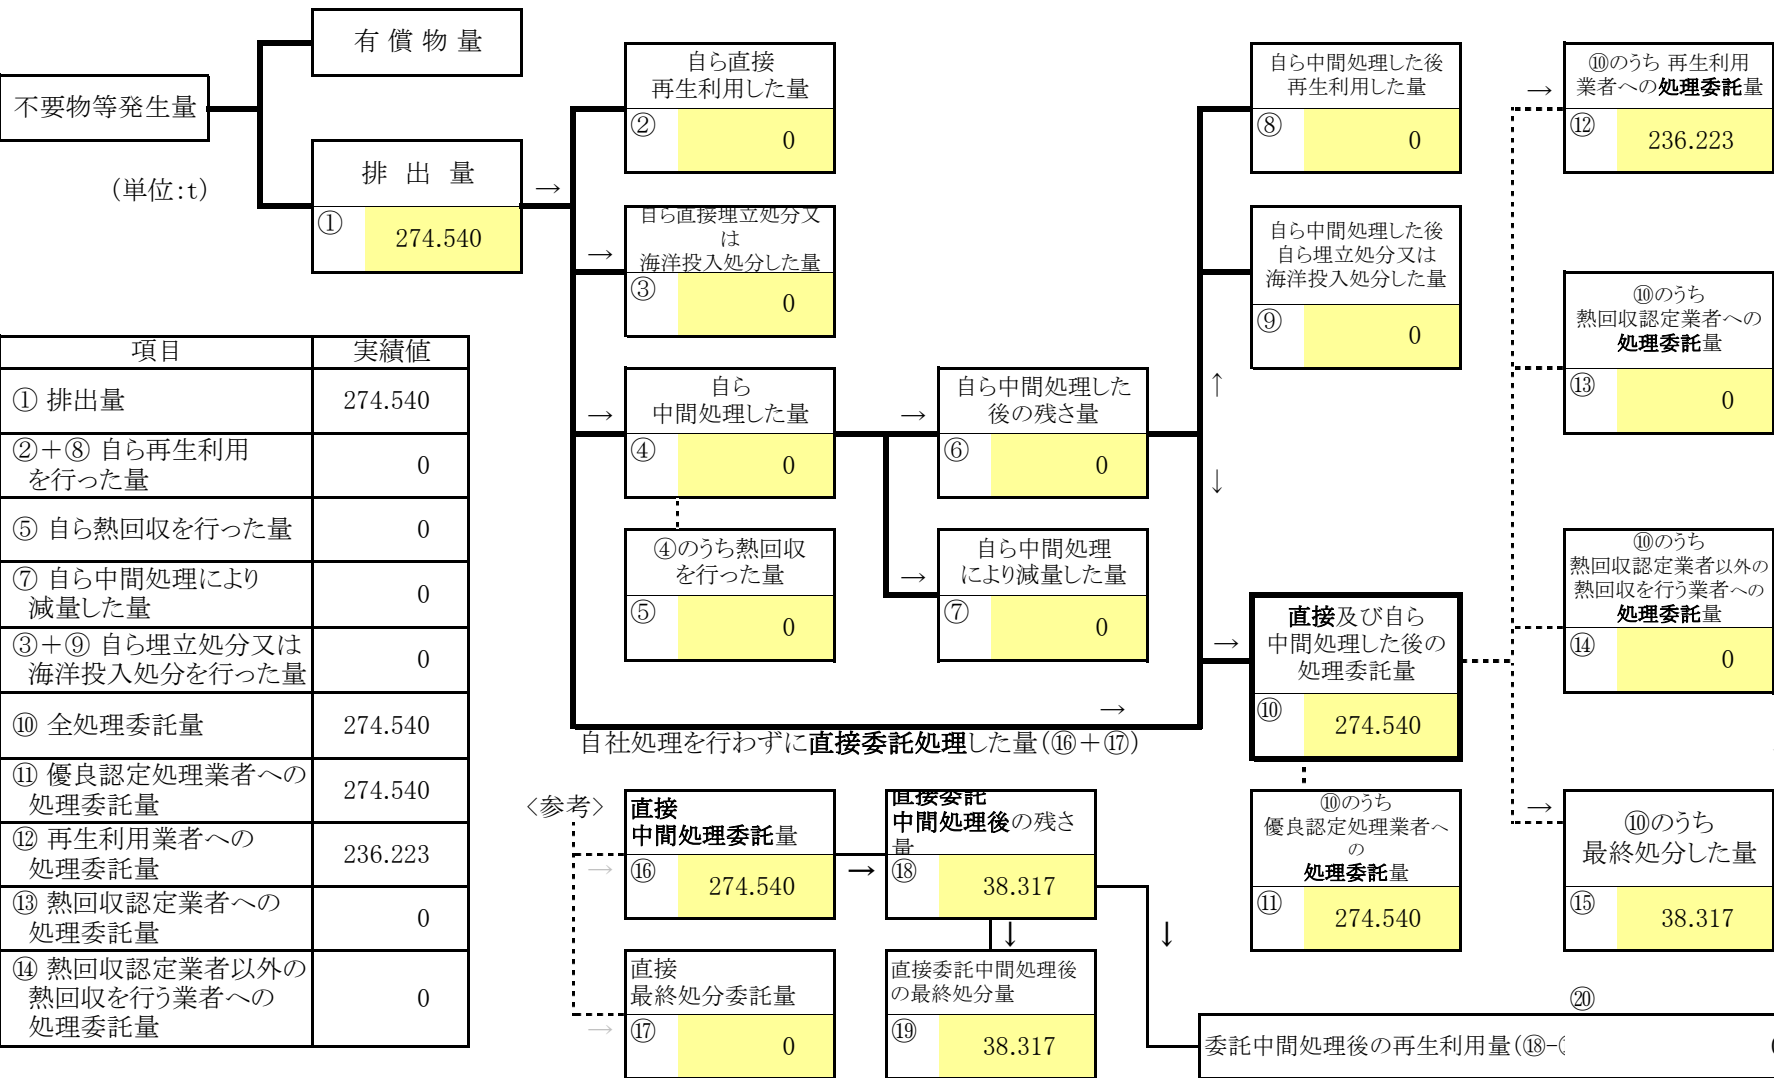 有 償 物 量
不要物等発生量
(単位:t)
排 出 量
→
① 274.540
自ら直接
再生利用した量
② 0
自ら直接埋立処分又
は
海洋投入処分した量
→
③ 0
自ら
中間処理した量
→
④ 0
④のうち熱回収
を行った量
⑤ 0
自ら中間処理した
後の残さ量
→
⑥ 0
自ら中間処理
により減量した量
→
⑦ 0
自ら中間処理した後
再生利用した量
⑧ 0
自ら中間処理した後
自ら埋立処分又は
海洋投入処分した量
⑨ 0
↑
↓
→
直接及び自ら
中間処理した後の
処理委託量
⑩ 274.540
→
自社処理を行わずに直接委託処理した量(⑯+⑰)
⑩のうち
優良認定処理業者へ
の
処理委託量
⑪ 274.540
→
⑩のうち 再生利用
業者への処理委託量
⑫ 236.223
⑩のうち
熱回収認定業者への
処理委託量
⑬ 0
⑩のうち
熱回収認定業者以外の
熱回収を行う業者への
処理委託量
⑭ 0
→
⑩のうち
最終処分した量
⑮ 38.317
〈参考〉
直接
中間処理委託量
→
⑯ 274.540
→
直接委託
中間処理後の残さ
量
⑱ 38.317
↓
↓
直接
最終処分委託量
→
⑰ 0
直接委託中間処理後
の最終処分量
⑲ 38.317
⑳
委託中間処理後の再生利用量(⑱-
項目 実績値
① 排出量 274.540
②+⑧ 自ら再生利用
を行った量 0
⑤ 自ら熱回収を行った量 0
⑦ 自ら中間処理により
減量した量 0
③+⑨ 自ら埋立処分又は
海洋投入処分を行った量 0
⑩ 全処理委託量 274.540
⑪ 優良認定処理業者への
処理委託量 274.540
⑫ 再生利用業者への
処理委託量 236.223
⑬ 熱回収認定業者への
処理委託量 0
⑭ 熱回収認定業者以外の
熱回収を行う業者への
処理委託量 0